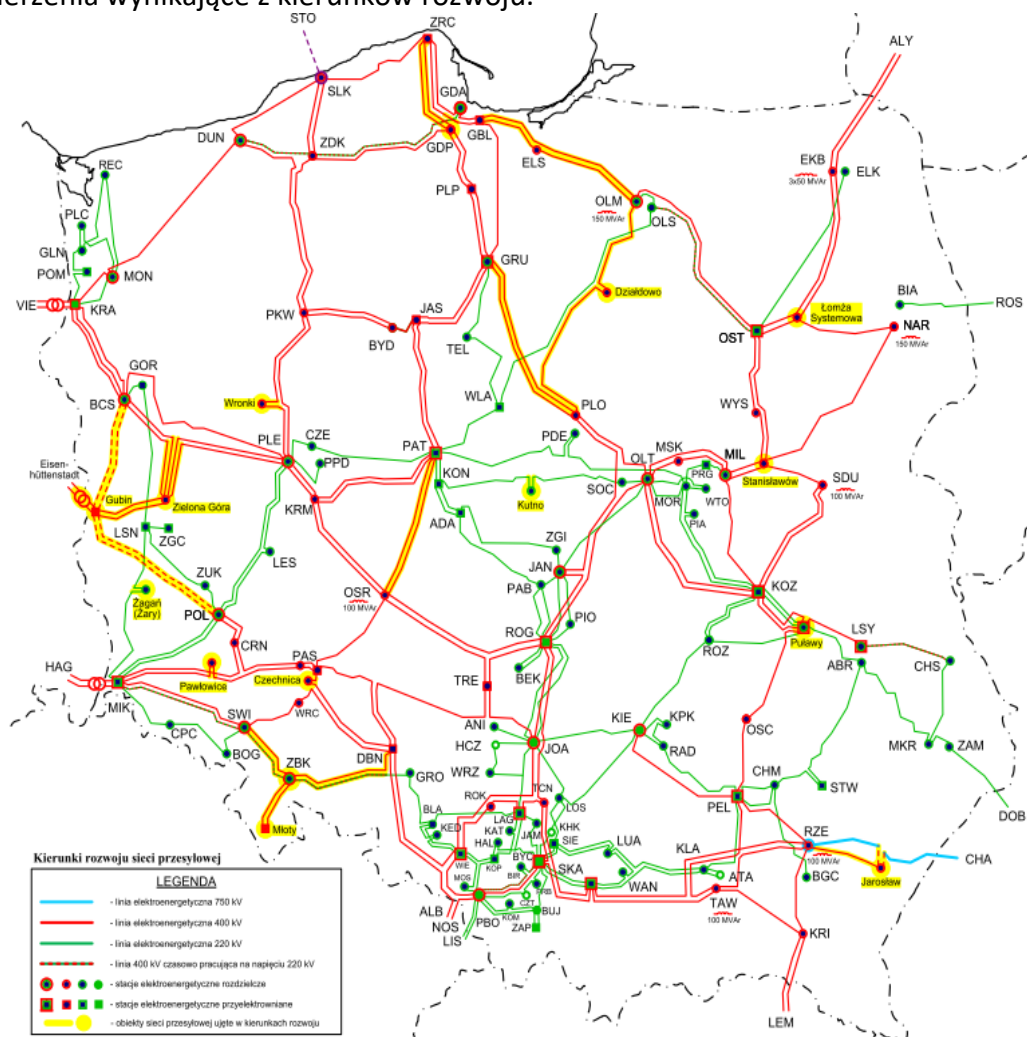 ierzenia wynikające z kierunków rozwoju.
STO
ZRC
ALY
SLK
GDA
DUN
ZDK
GDP
GBL
ELS
REC
EKB
3x50 MVAr
ELK
PLP
PLC
OLM
150 MVAr
OLS
GLN
POM
MON
GRU
VIE
KRA
Działdowo
BIA
ROS
Łomża
Systemowa
PKW
JAS
BYD
OST
NAR
150 MVAr
TEL
GOR
BCS
Wronki
WLA
PLO
WYS
CZE
PLE
PAT
PDE
PPD
OLT
MSK
MIL
Eisen-
hüttenstadt
KON
PRG
Stanisławów
SDU
100 MVAr
Gubin
Zielona Góra
KRM
Kutno
SOC
MOR
WTO
LSN
ZGC
ADA
PIA
ZGI
LES
JAN
ZUK
OSR
100 MVAr
PAB
KOZ
Żagań
(Żary)
POL
PIO
Puławy
LSY
CRN
ROG
ROZ
HAG
PAS
ABR
CHS
MIK
Pawłowice
Czechnica
TRE
BEK
WRC
CPC
SWI
ANI
KIE
KPK
OSC
BOG
DBN
HCZ
JOA
RAD
MKR
ZAM
ZBK
GRO
WRZ
CHM
STW
ROK
TCN
LOS
PEL
DOB
BLA
LAG
Młoty
KED
KAT
JAM
KHK
RZE
100 MVAr
HAL
SIE
LUA
WIE
KOP
BYC
KLA
CHA
MOS
BIR
SKA
WAN
ATA
BGC
Jarosław
CZT
ALB
KOM
BUJ
TAW
100 MVAr
NOS
LIS
PBO
ZAP
KRI
LEM
Kierunki rozwoju sieci przesyłowej
LEGENDA
- linia elektroenergetyczna 750 kV
- linia elektroenergetyczna 400 kV
- linia elektroenergetyczna 220 kV
- linia 400 kV czasowo pracująca na napięciu 220 kV
- stacje elektroenergetyczne rozdzielcze
- stacje elektroenergetyczne przyelektrowniane
- obiekty sieci przesyłowej ujęte w kierunkach rozwoju